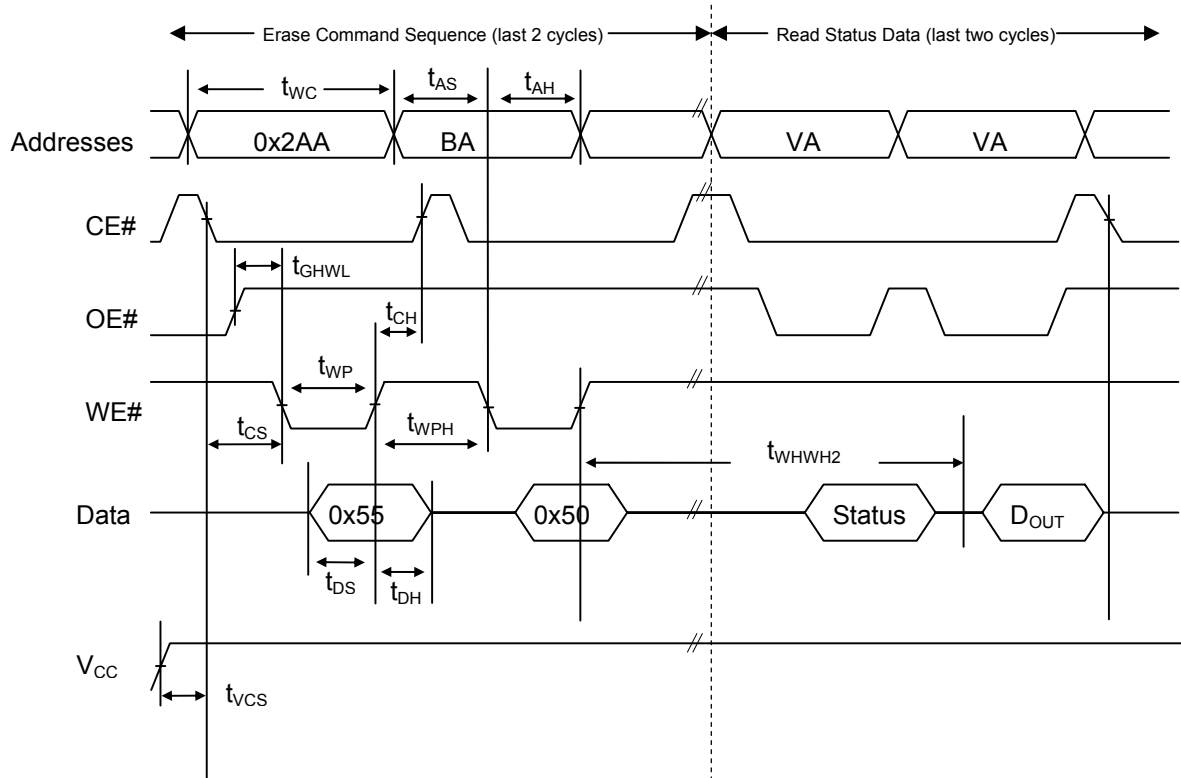 Erase Command Sequence (last 2 cycles)
Read Status Data (last two cycles)
tWC
tAS
tAH
Addresses
0x2AA
BA
VA
VA
CE#
tGHWL
OE#
tCH
tWP
WE#
tCS
tWPH
tWHWH2
Data
0x55
0x50
Status
DOUT
tDS
tDH
VCC
tVCS